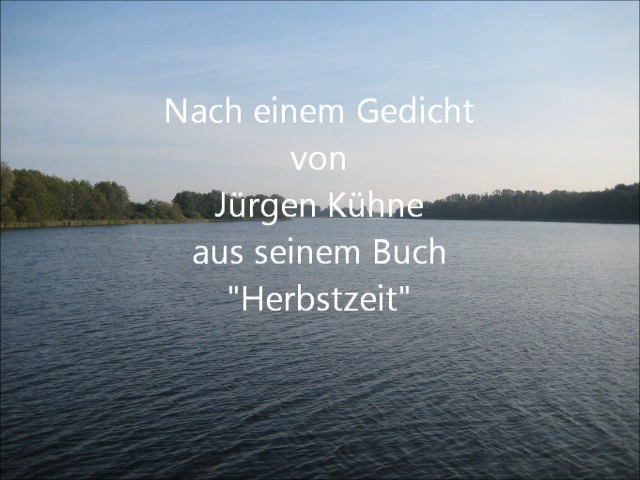 Nach einem Gedicht
von
Jürgen Kühne
aus seinem Buch
"Herbstzeit"